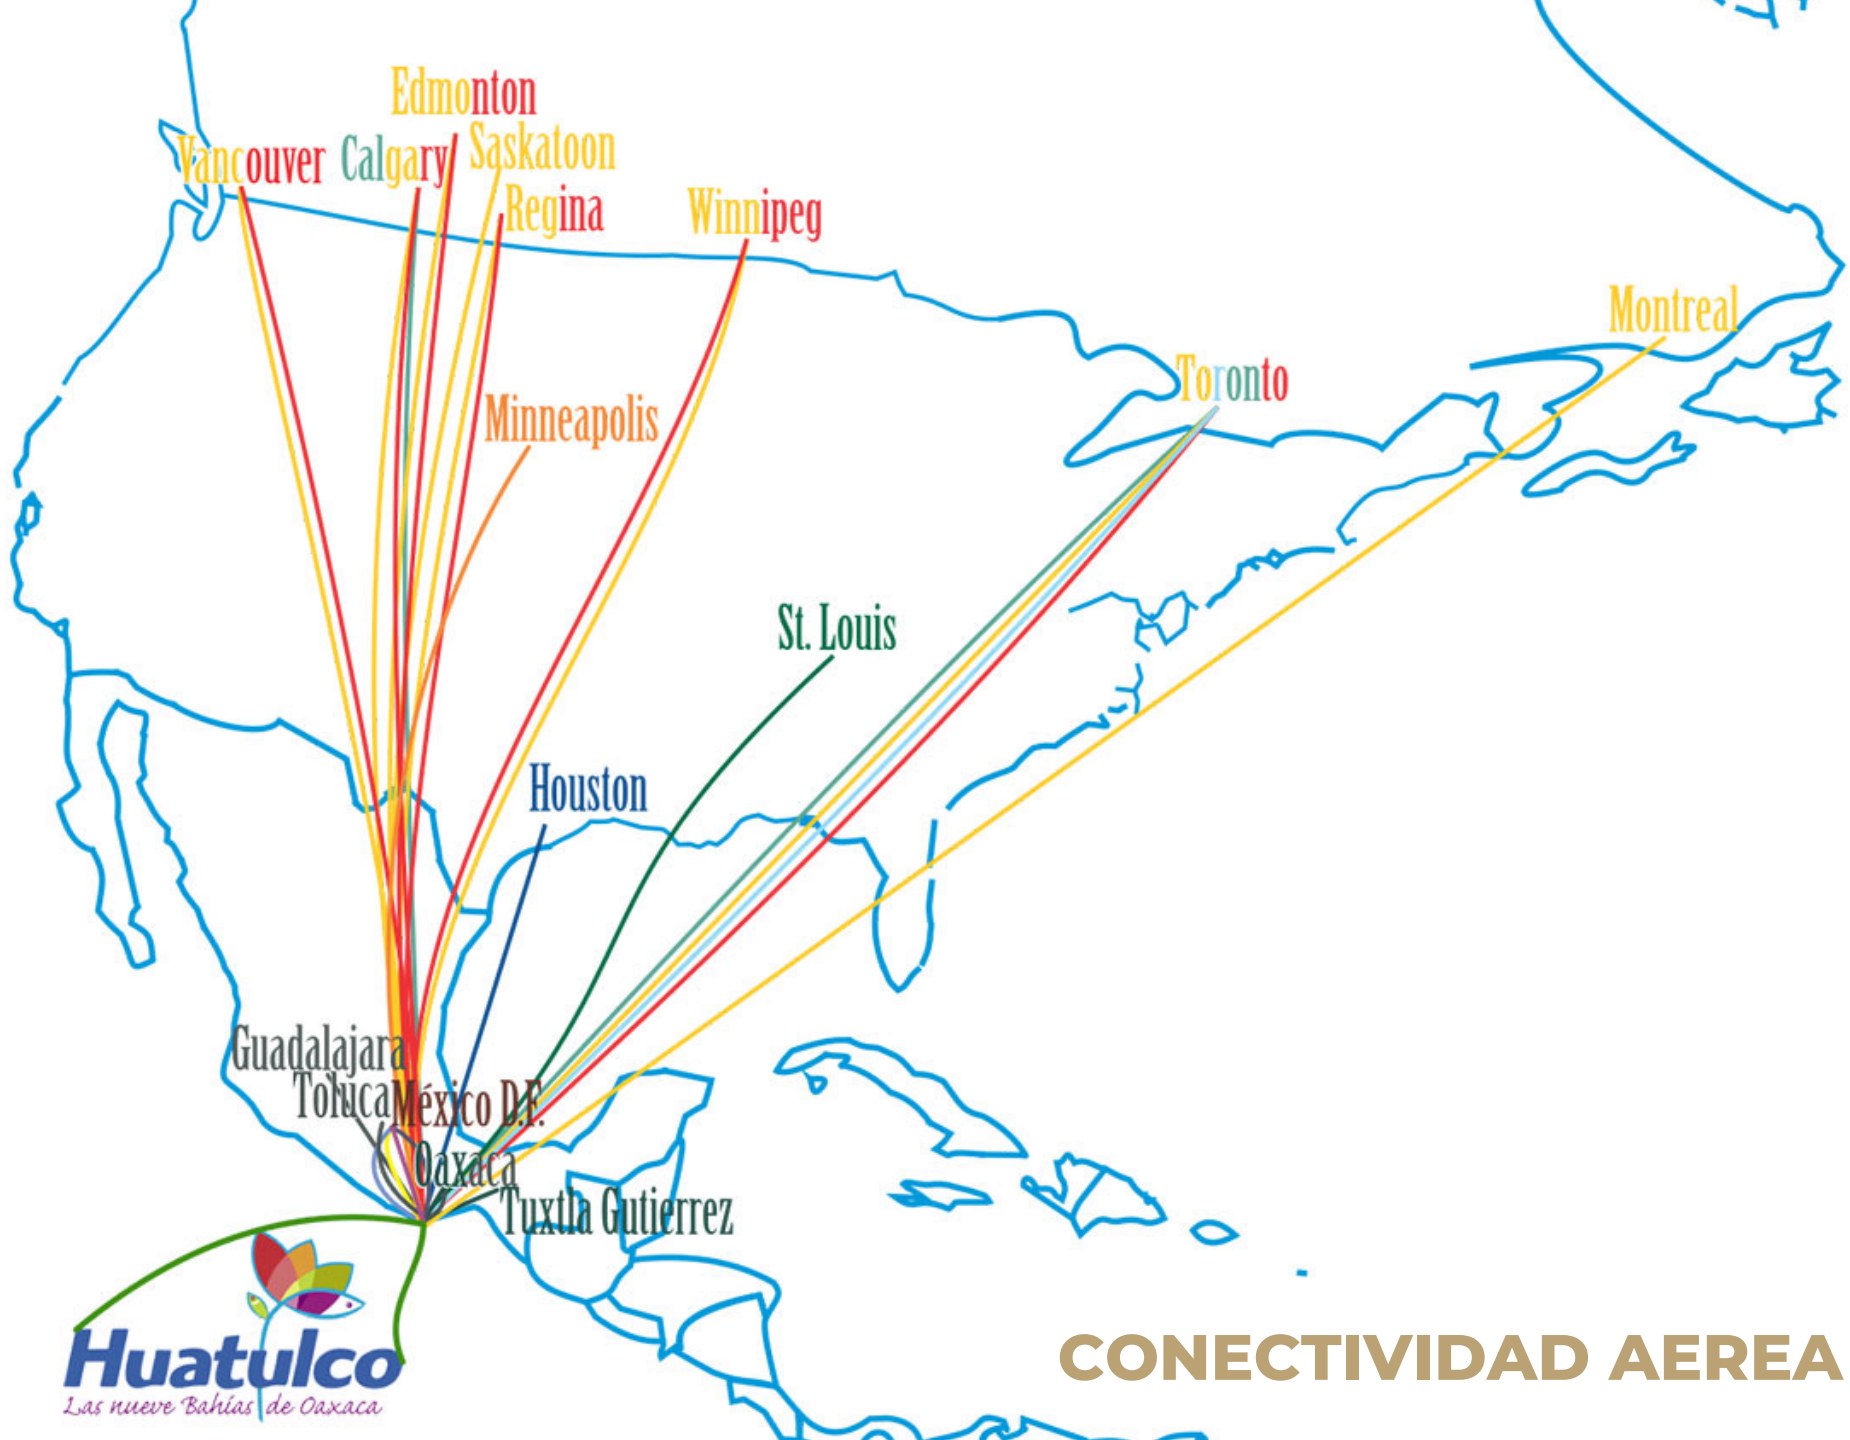 Edmonton
Vancouver
Calgary
Saskatoon
Regina
Winnipeg
Montreal
Toronto
Minneapolis
St. Louis
Houston
Guadalajara
Toluca
México D.F.
Oaxaca
Tuxtla Gutierrez
Huatulco
Las nueve Bahías de Oaxaca
CONECTIVIDAD AEREA